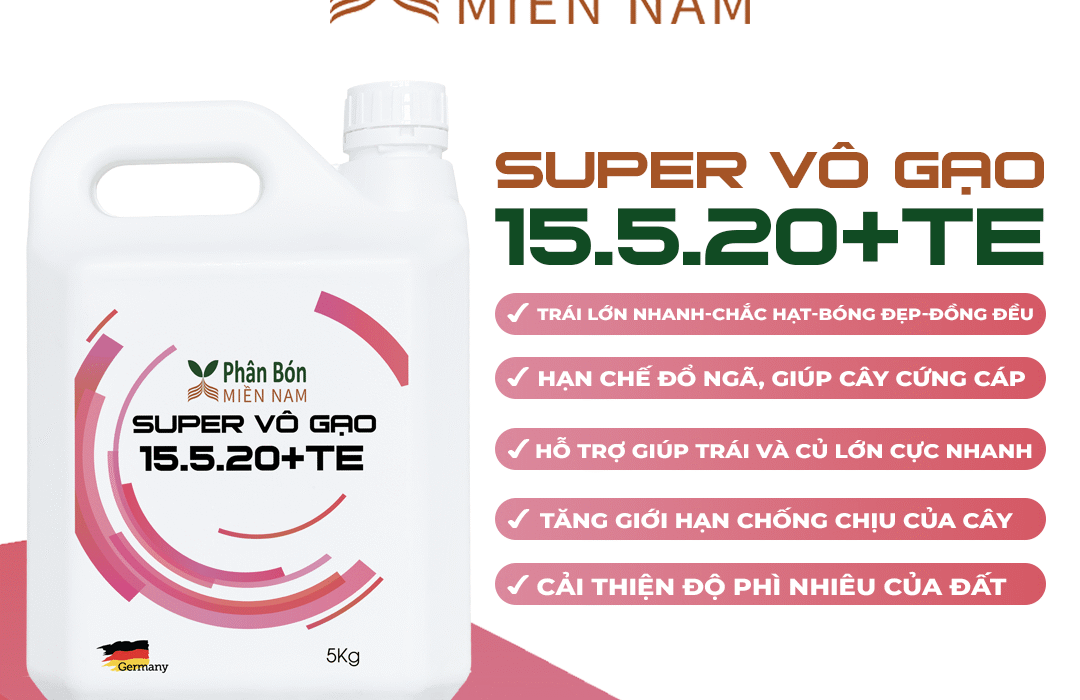 MIỀN NAM
SUPER VÔ GẠO
15.5.20+TE
TRÁI LỚN NHANH-CHẮC HẠT-BÓNG ĐẸP-ĐỒNG ĐỀU
HẠN CHẾ ĐỔ NGÃ, GIÚP CÂY CỨNG CÁP
HỖ TRỢ GIÚP TRÁI VÀ CỦ LỚN CỰC NHANH
TĂNG GIỚI HẠN CHỐNG CHỊU CỦA CÂY
CẢI THIỆN ĐỘ PHÌ NHIÊU CỦA ĐẤT
Phân Bón
MIỀN NAM
SUPER VÔ GẠO
15.5.20+TE
Germany
5Kg